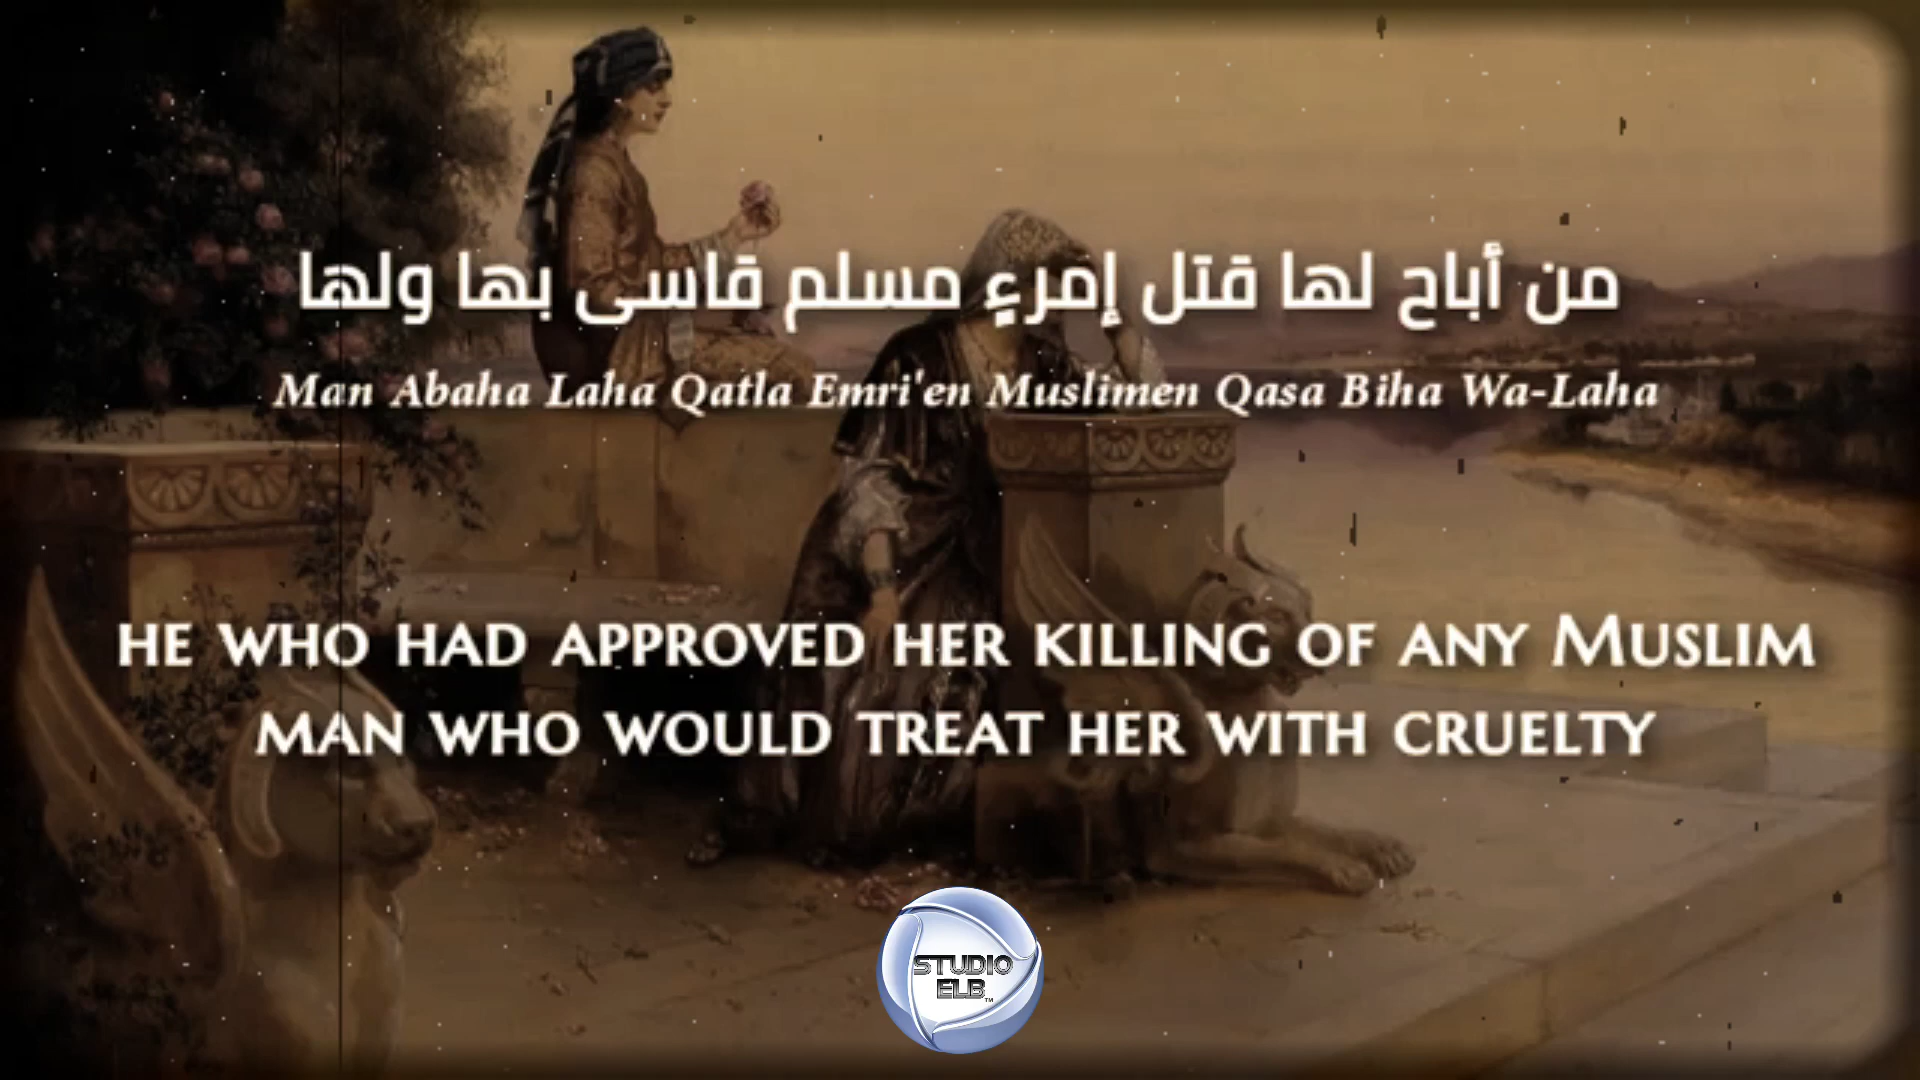 من أباح لها قتل إمرءٍ مسلم قاسى بها ولها
Man Abaha Laha Qatla Emri'en Muslimen Qasa Biha Wa-Laha
HE WHO HAD APPROVED HER KILLING OF ANY MUSLIM
MAN WHO WOULD TREAT HER WITH CRUELTY
STUDIO
ELB™